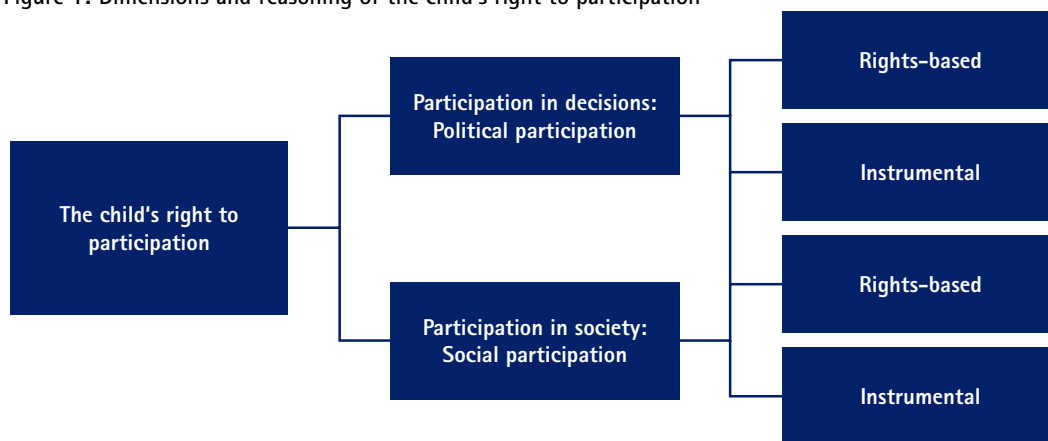 Figure 1: Dimensions and reasoning of the child's right to participation
The child's right to
participation
Participation in decisions:
Political participation
Participation in society:
Social participation
Rights-based
Instrumental
Rights-based
Instrumental